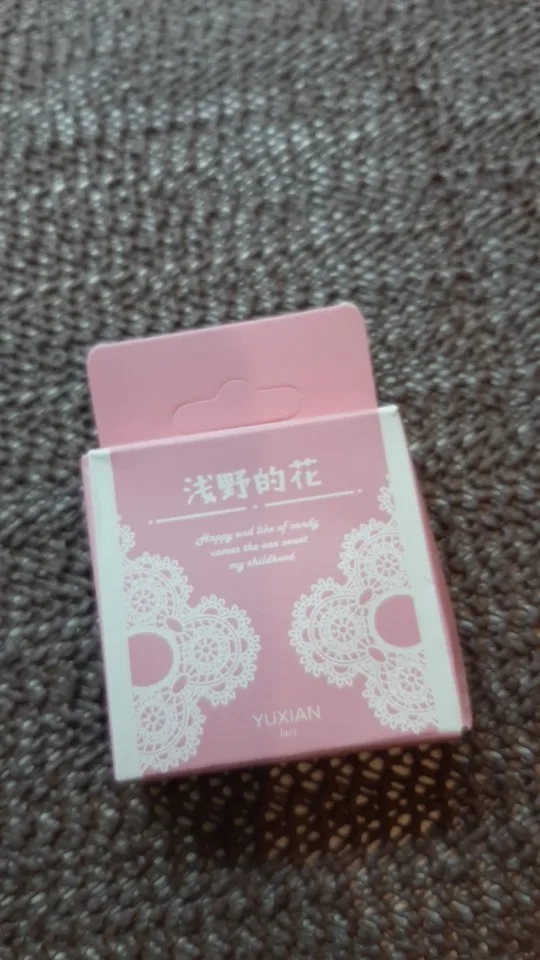 浅野的花
Happy and like of candy
comes the one sweet
my childhood
YUXIAN
lace